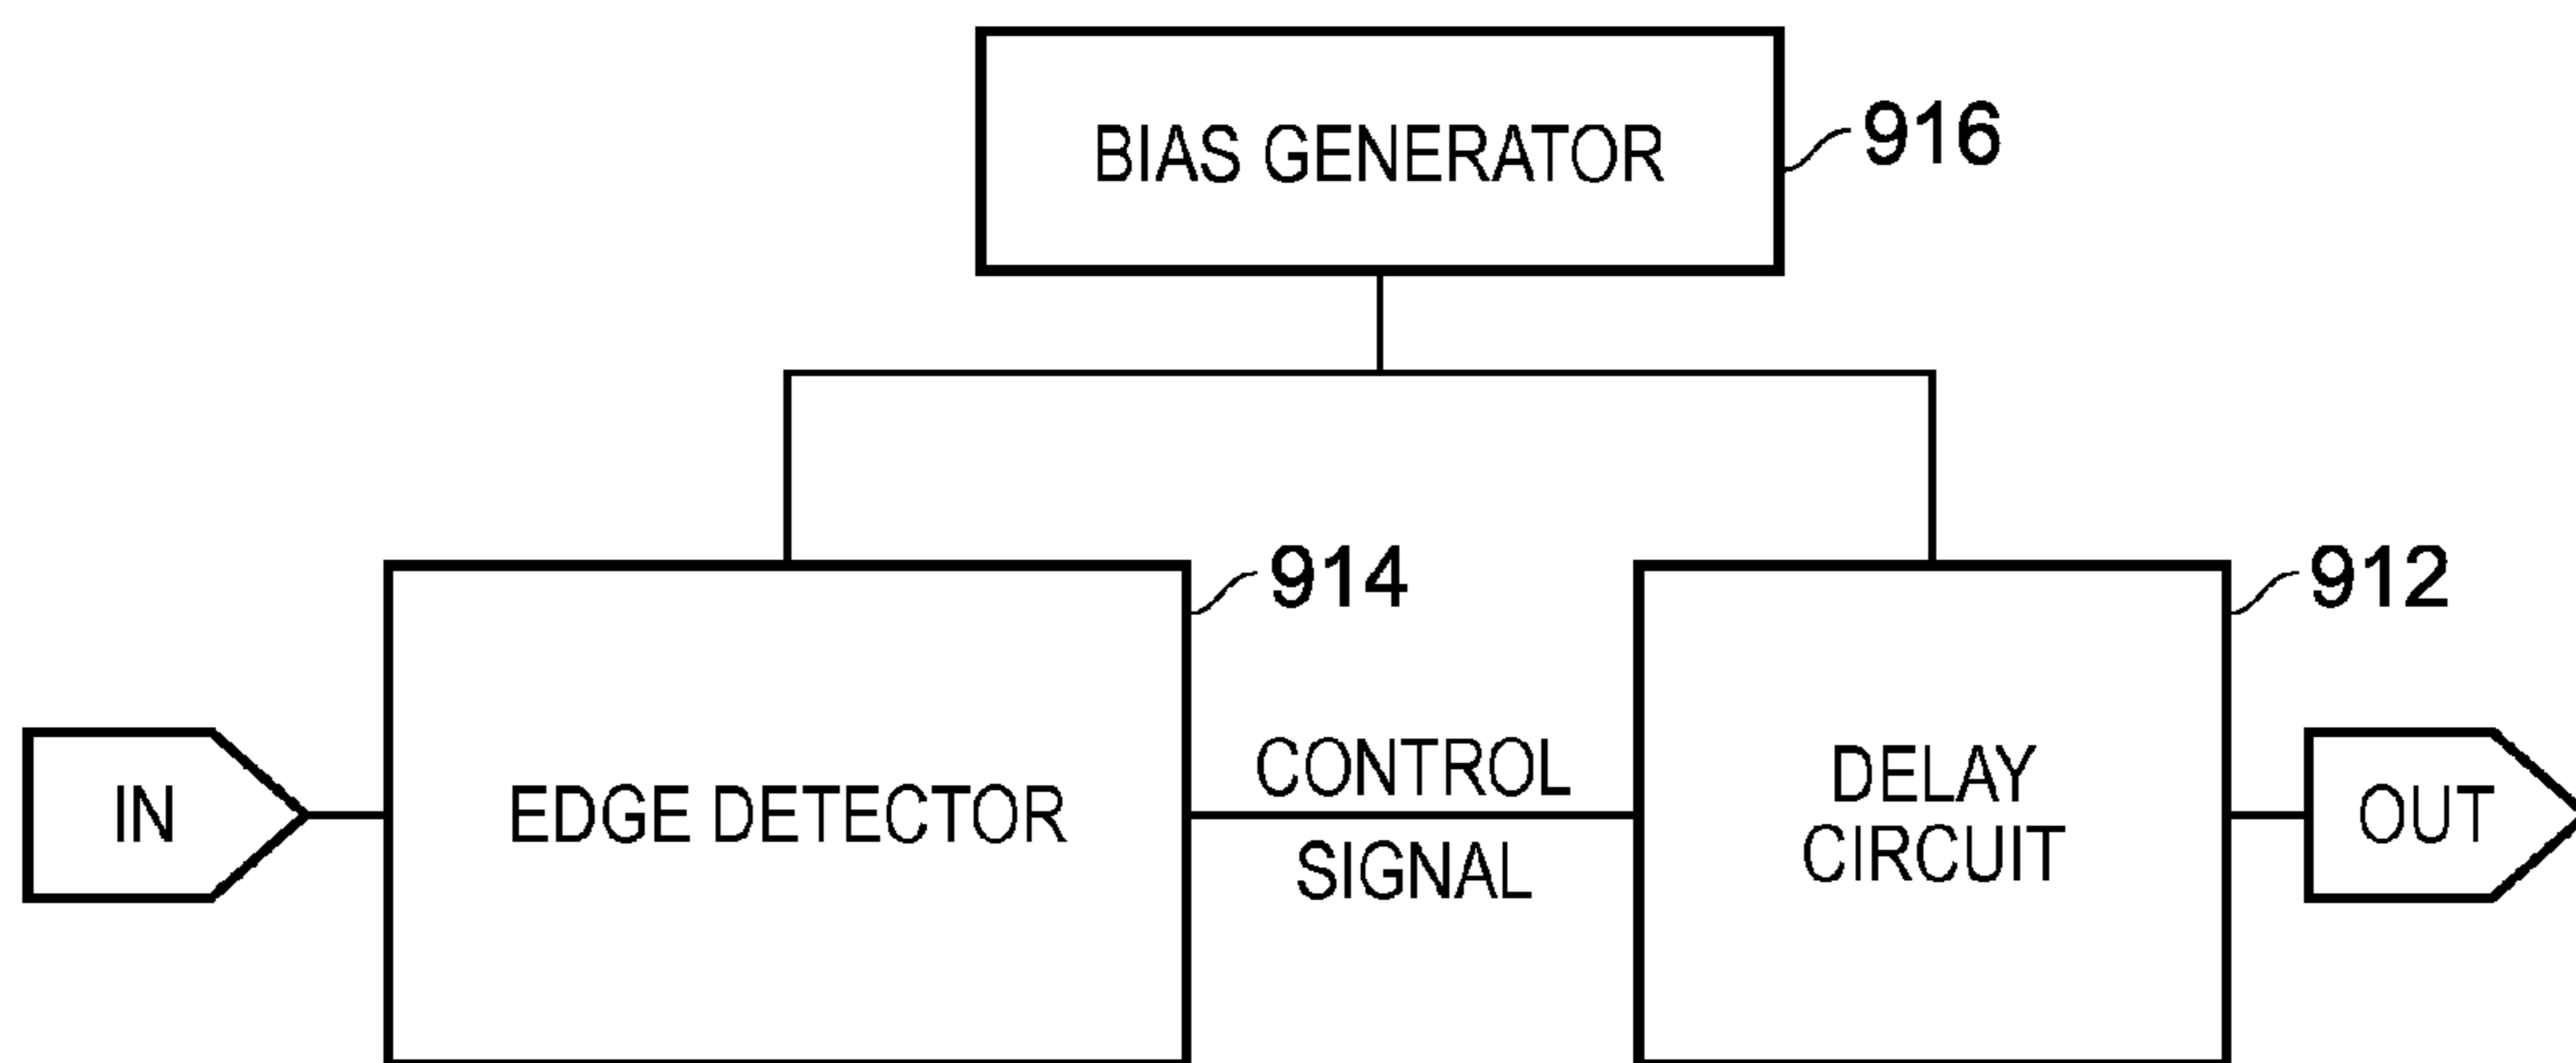 BIAS GENERATOR
916
914
912
IN
EDGE DETECTOR
CONTROL
SIGNAL
DELAY
CIRCUIT
OUT